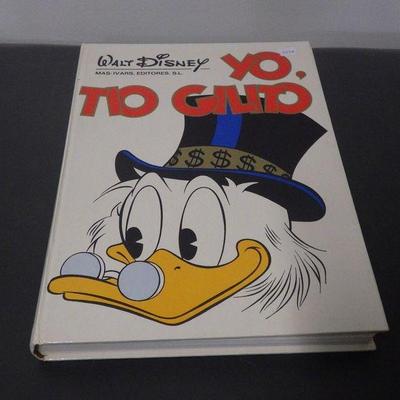 WALT DISNEY
MAS-IVARS, EDITORES. S.L.
YO,
TIO GILITO
$ $ $ $ $